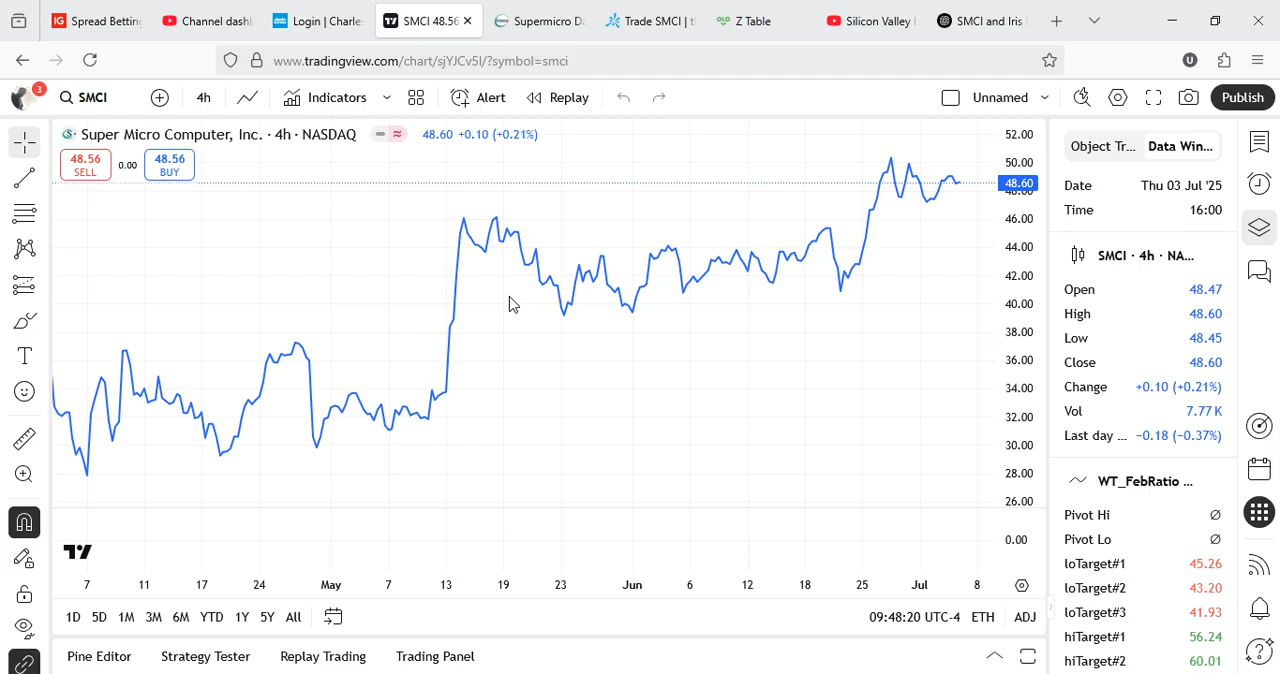 IG Spread Betting
Channel dash
Login | Charle
SMCI 48.56
Supermicro Da
Trade SMCI | t
Z Table
Silicon Valley
SMCI and Iris
www.tradingview.com/chart/sjYJCv5l/?symbol=smci
U
3
SMCI
4h
Indicators
Alert
Replay
Unnamed
Publish
Super Micro Computer, Inc. · 4h · NASDAQ
48.60 +0.10 (+0.21%)
48.56
SELL
0.00
48.56
BUY
52.00
50.00
48.60
48.00
46.00
44.00
42.00
40.00
38.00
36.00
34.00
32.00
30.00
28.00
26.00
0.00
7 11 17 24 May 7 13 19 23 Jun 6 12 18 25 Jul 8
1D 5D 1M 3M 6M YTD 1Y 5Y All
09:48:20 UTC-4 ETH ADJ
Pine Editor Strategy Tester Replay Trading Trading Panel
Object Tr... Data Win...
Date Thu 03 Jul '25
Time 16:00
SMCI · 4h · NA...
Open 48.47
High 48.60
Low 48.45
Close 48.60
Change +0.10 (+0.21%)
Vol 7.77 K
Last day ... −0.18 (−0.37%)
WT_FebRatio ...
Pivot Hi ∅
Pivot Lo ∅
loTarget#1 45.26
loTarget#2 43.20
loTarget#3 41.93
hiTarget#1 56.24
hiTarget#2 60.01